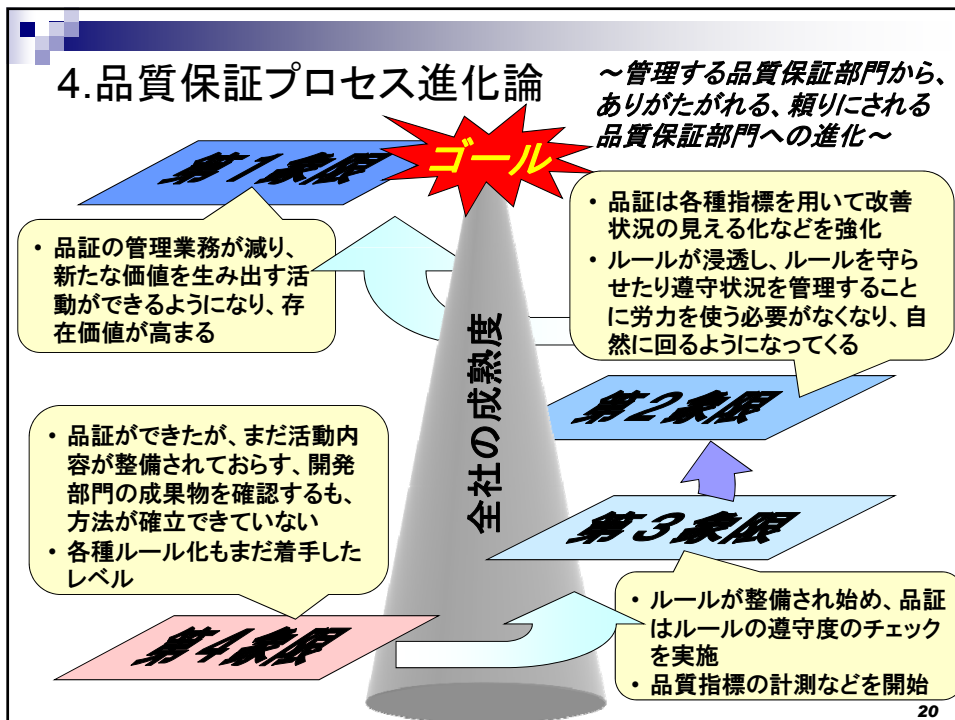 4.品質保証プロセス進化論
～管理する品質保証部門から、
ありがたがれる、頼りにされる
品質保証部門への進化～
ゴール
第1象限
• 品証の管理業務が減り、
新たな価値を生み出す活
動ができるようになり、存
在価値が高まる
• 品証は各種指標を用いて改善
状況の見える化などを強化
• ルールが浸透し、ルールを守ら
せたり遵守状況を管理すること
に労力を使う必要がなくなり、自
然に回るようになってくる
全社の成熟度
第2象限
• 品証ができたが、まだ活動内
容が整備されておらす、開発
部門の成果物を確認するも、
方法が確立できていない
• 各種ルール化もまだ着手した
レベル
第3象限
• ルールが整備され始め、品証
はルールの遵守度のチェック
を実施
• 品質指標の計測などを開始
第4象限
20